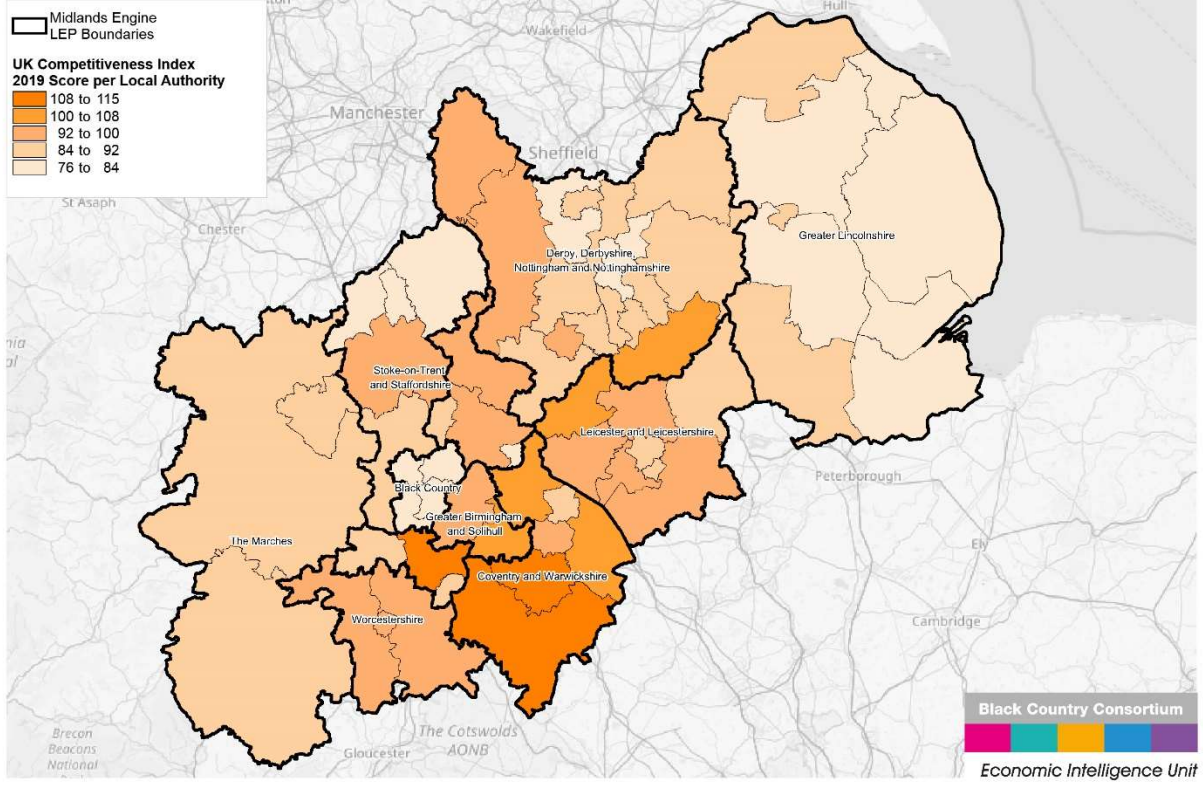 Midlands Engine
LEP Boundaries
UK Competitiveness Index
2019 Score per Local Authority
108 to 115
100 to 108
92 to 100
84 to 92
76 to 84
Hull
Wakefield
Manchester
Sheffield
St Asaph
Chester
Greater Lincolnshire
Derby, Derbyshire,
Nottingham and Nottinghamshire
Stoke-on-Trent
and Staffordshire
Leicester and Leicestershire
Peterborough
Black Country
Greater Birmingham
and Solihull
The Marches
Ely
Coventry and Warwickshire
Worcestershire
Cambridge
The Cotswolds
AONB
Gloucester
Brecon
Beacons
National
Black Country Consortium
Economic Intelligence Unit